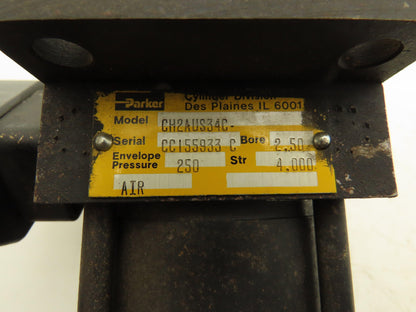 Parker Cylinder Division
Des Plaines IL 6001
Model CH2AUS34C-
Serial CC155933 C Bore 2.50
Envelope Pressure 250 Str 4.000
AIR